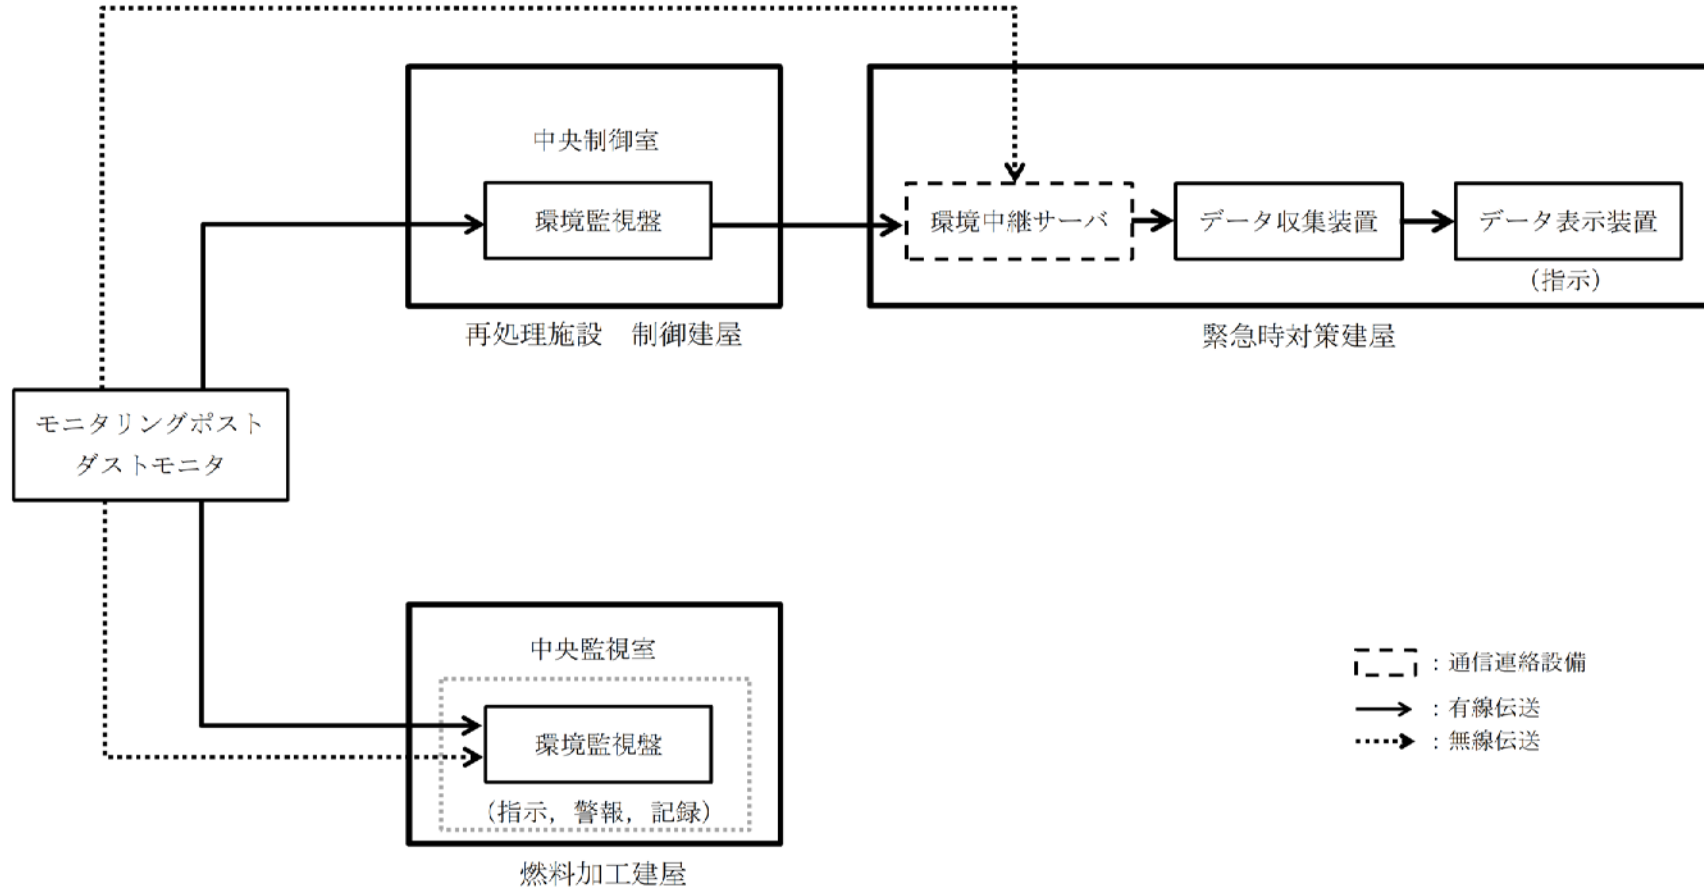 中央制御室
環境監視盤
再処理施設　制御建屋
環境中継サーバ
データ収集装置
データ表示装置
（指示）
緊急時対策建屋
モニタリングポスト
ダストモニタ
中央監視室
環境監視盤
（指示，警報，記録）
燃料加工建屋
：通信連絡設備
：有線伝送
：無線伝送